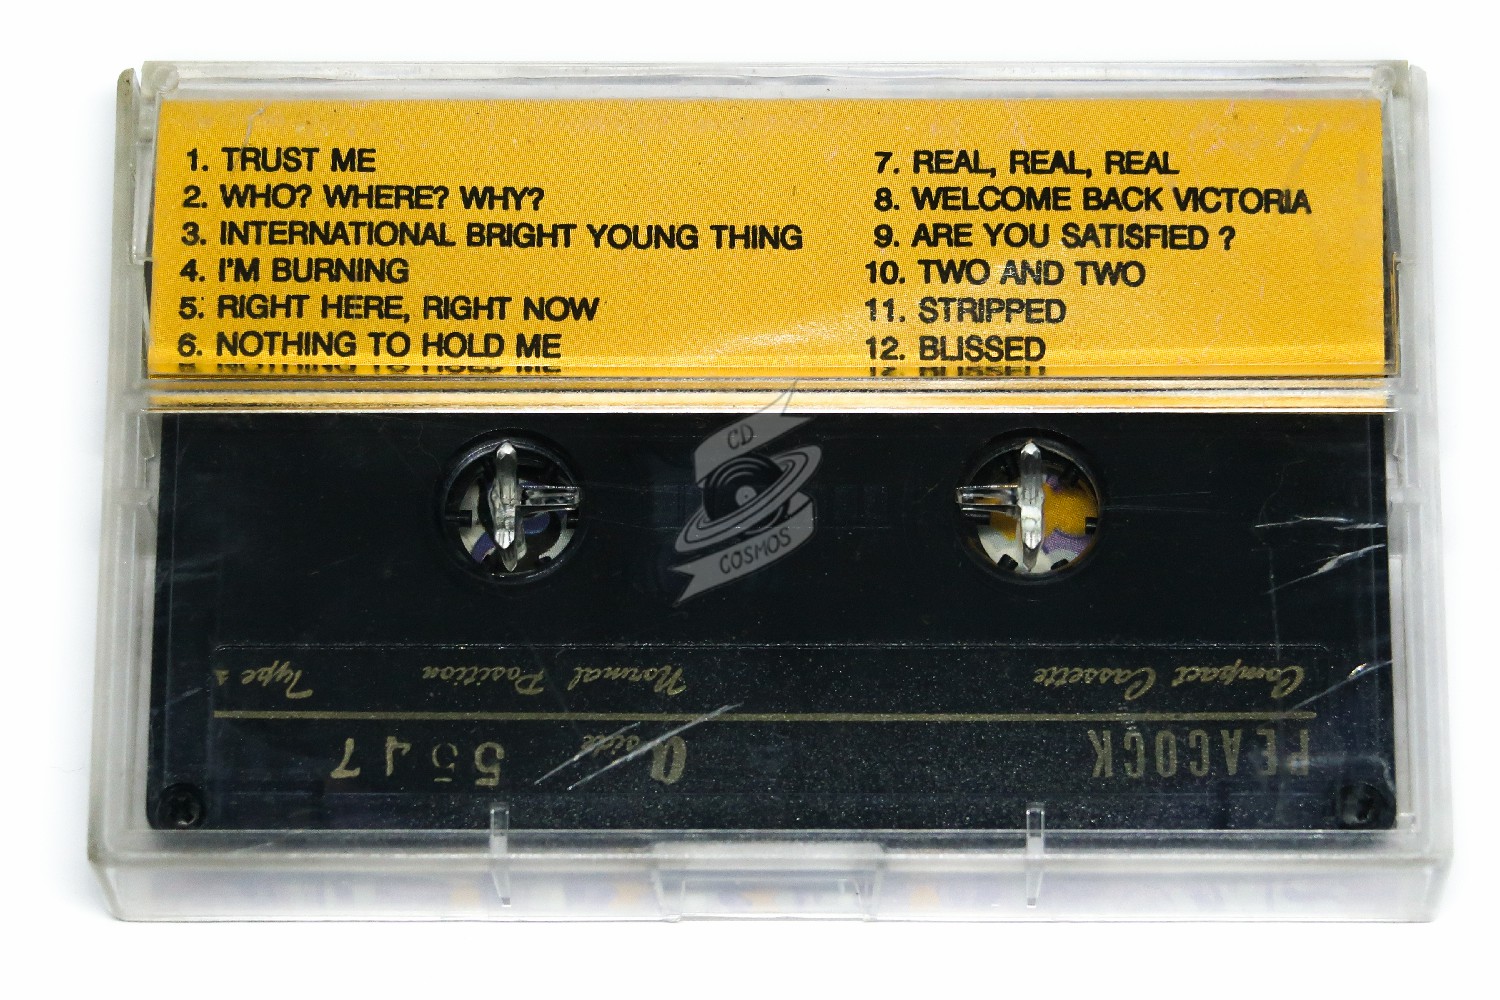 1. TRUST ME
2. WHO? WHERE? WHY?
3. INTERNATIONAL BRIGHT YOUNG THING
4. I'M BURNING
5. RIGHT HERE, RIGHT NOW
6. NOTHING TO HOLD ME
7. REAL, REAL, REAL
8. WELCOME BACK VICTORIA
9. ARE YOU SATISFIED ?
10. TWO AND TWO
11. STRIPPED
12. BLISSED
CD
COSMOS
Compact Cassette Normal Position Type
PEACOCK a side 5547